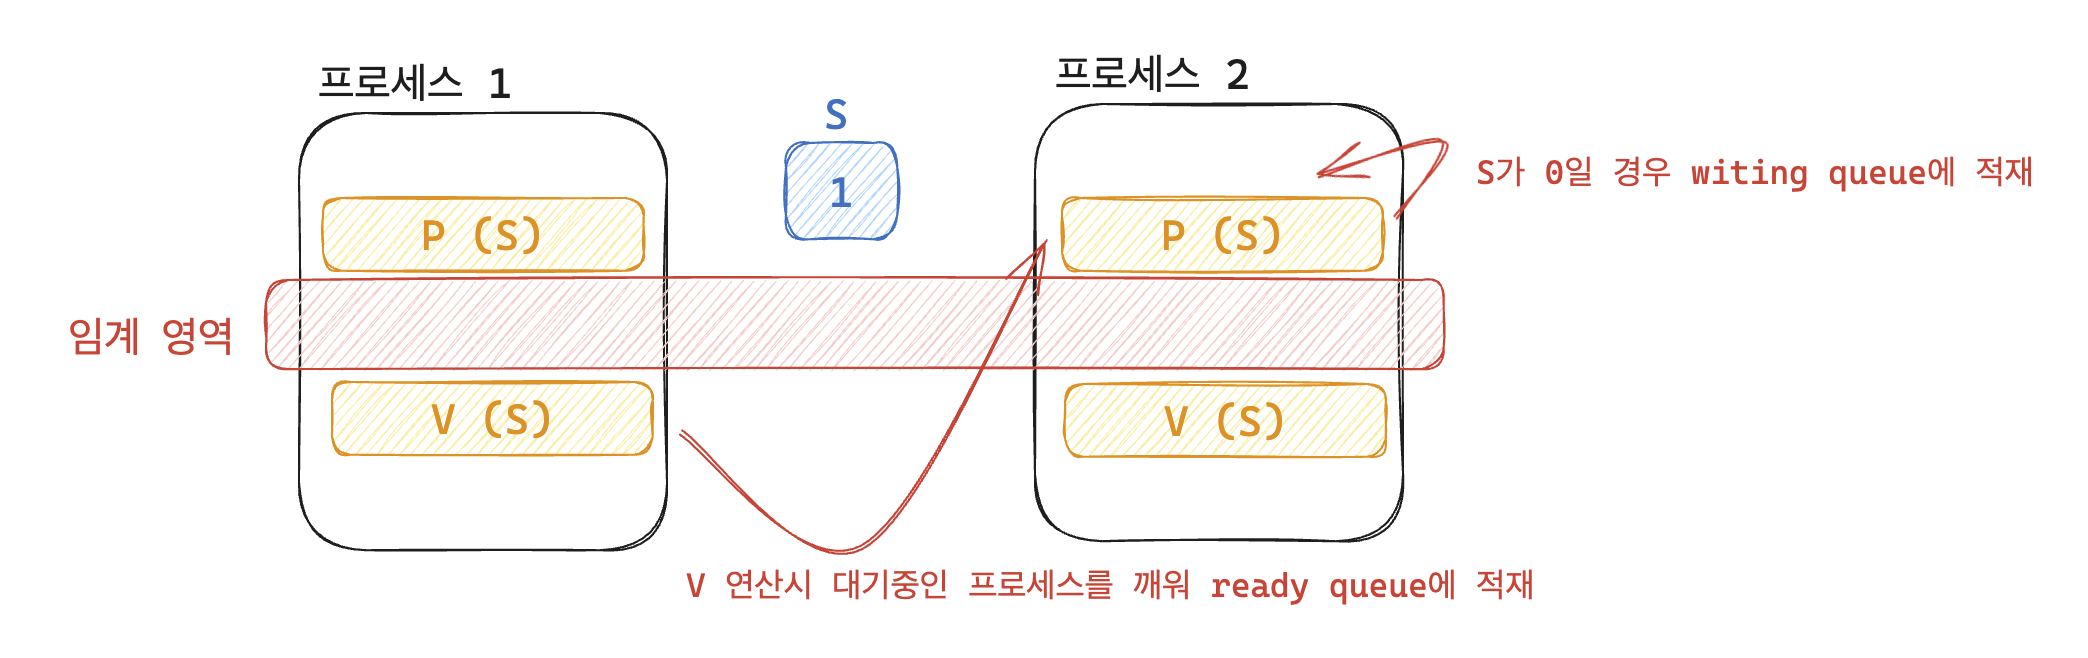 프로세스 1
프로세스 2
S
1
P (S)
P (S)
S가 0일 경우 witing queue에 적재
임계 영역
V (S)
V (S)
V 연산시 대기중인 프로세스를 깨워 ready queue에 적재